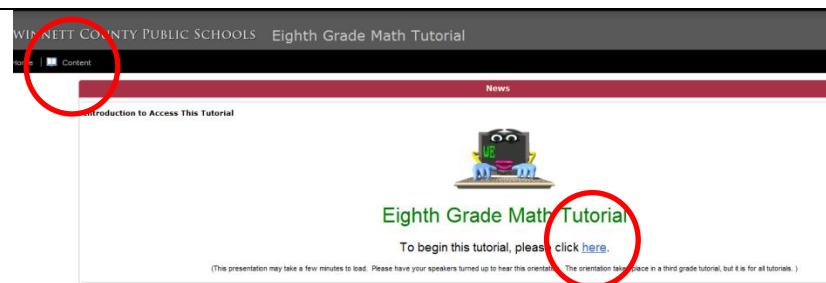 WINNETT COUNTY PUBLIC SCHOOLS Eighth Grade Math Tutorial
Home Content
News
Introduction to Access This Tutorial
WE
Eighth Grade Math Tutorial
To begin this tutorial, please click here.
(This presentation may take a few minutes to load. Please have your speakers turned up to hear this orientation. The orientation takes place in a third grade tutorial, but it is for all tutorials. )